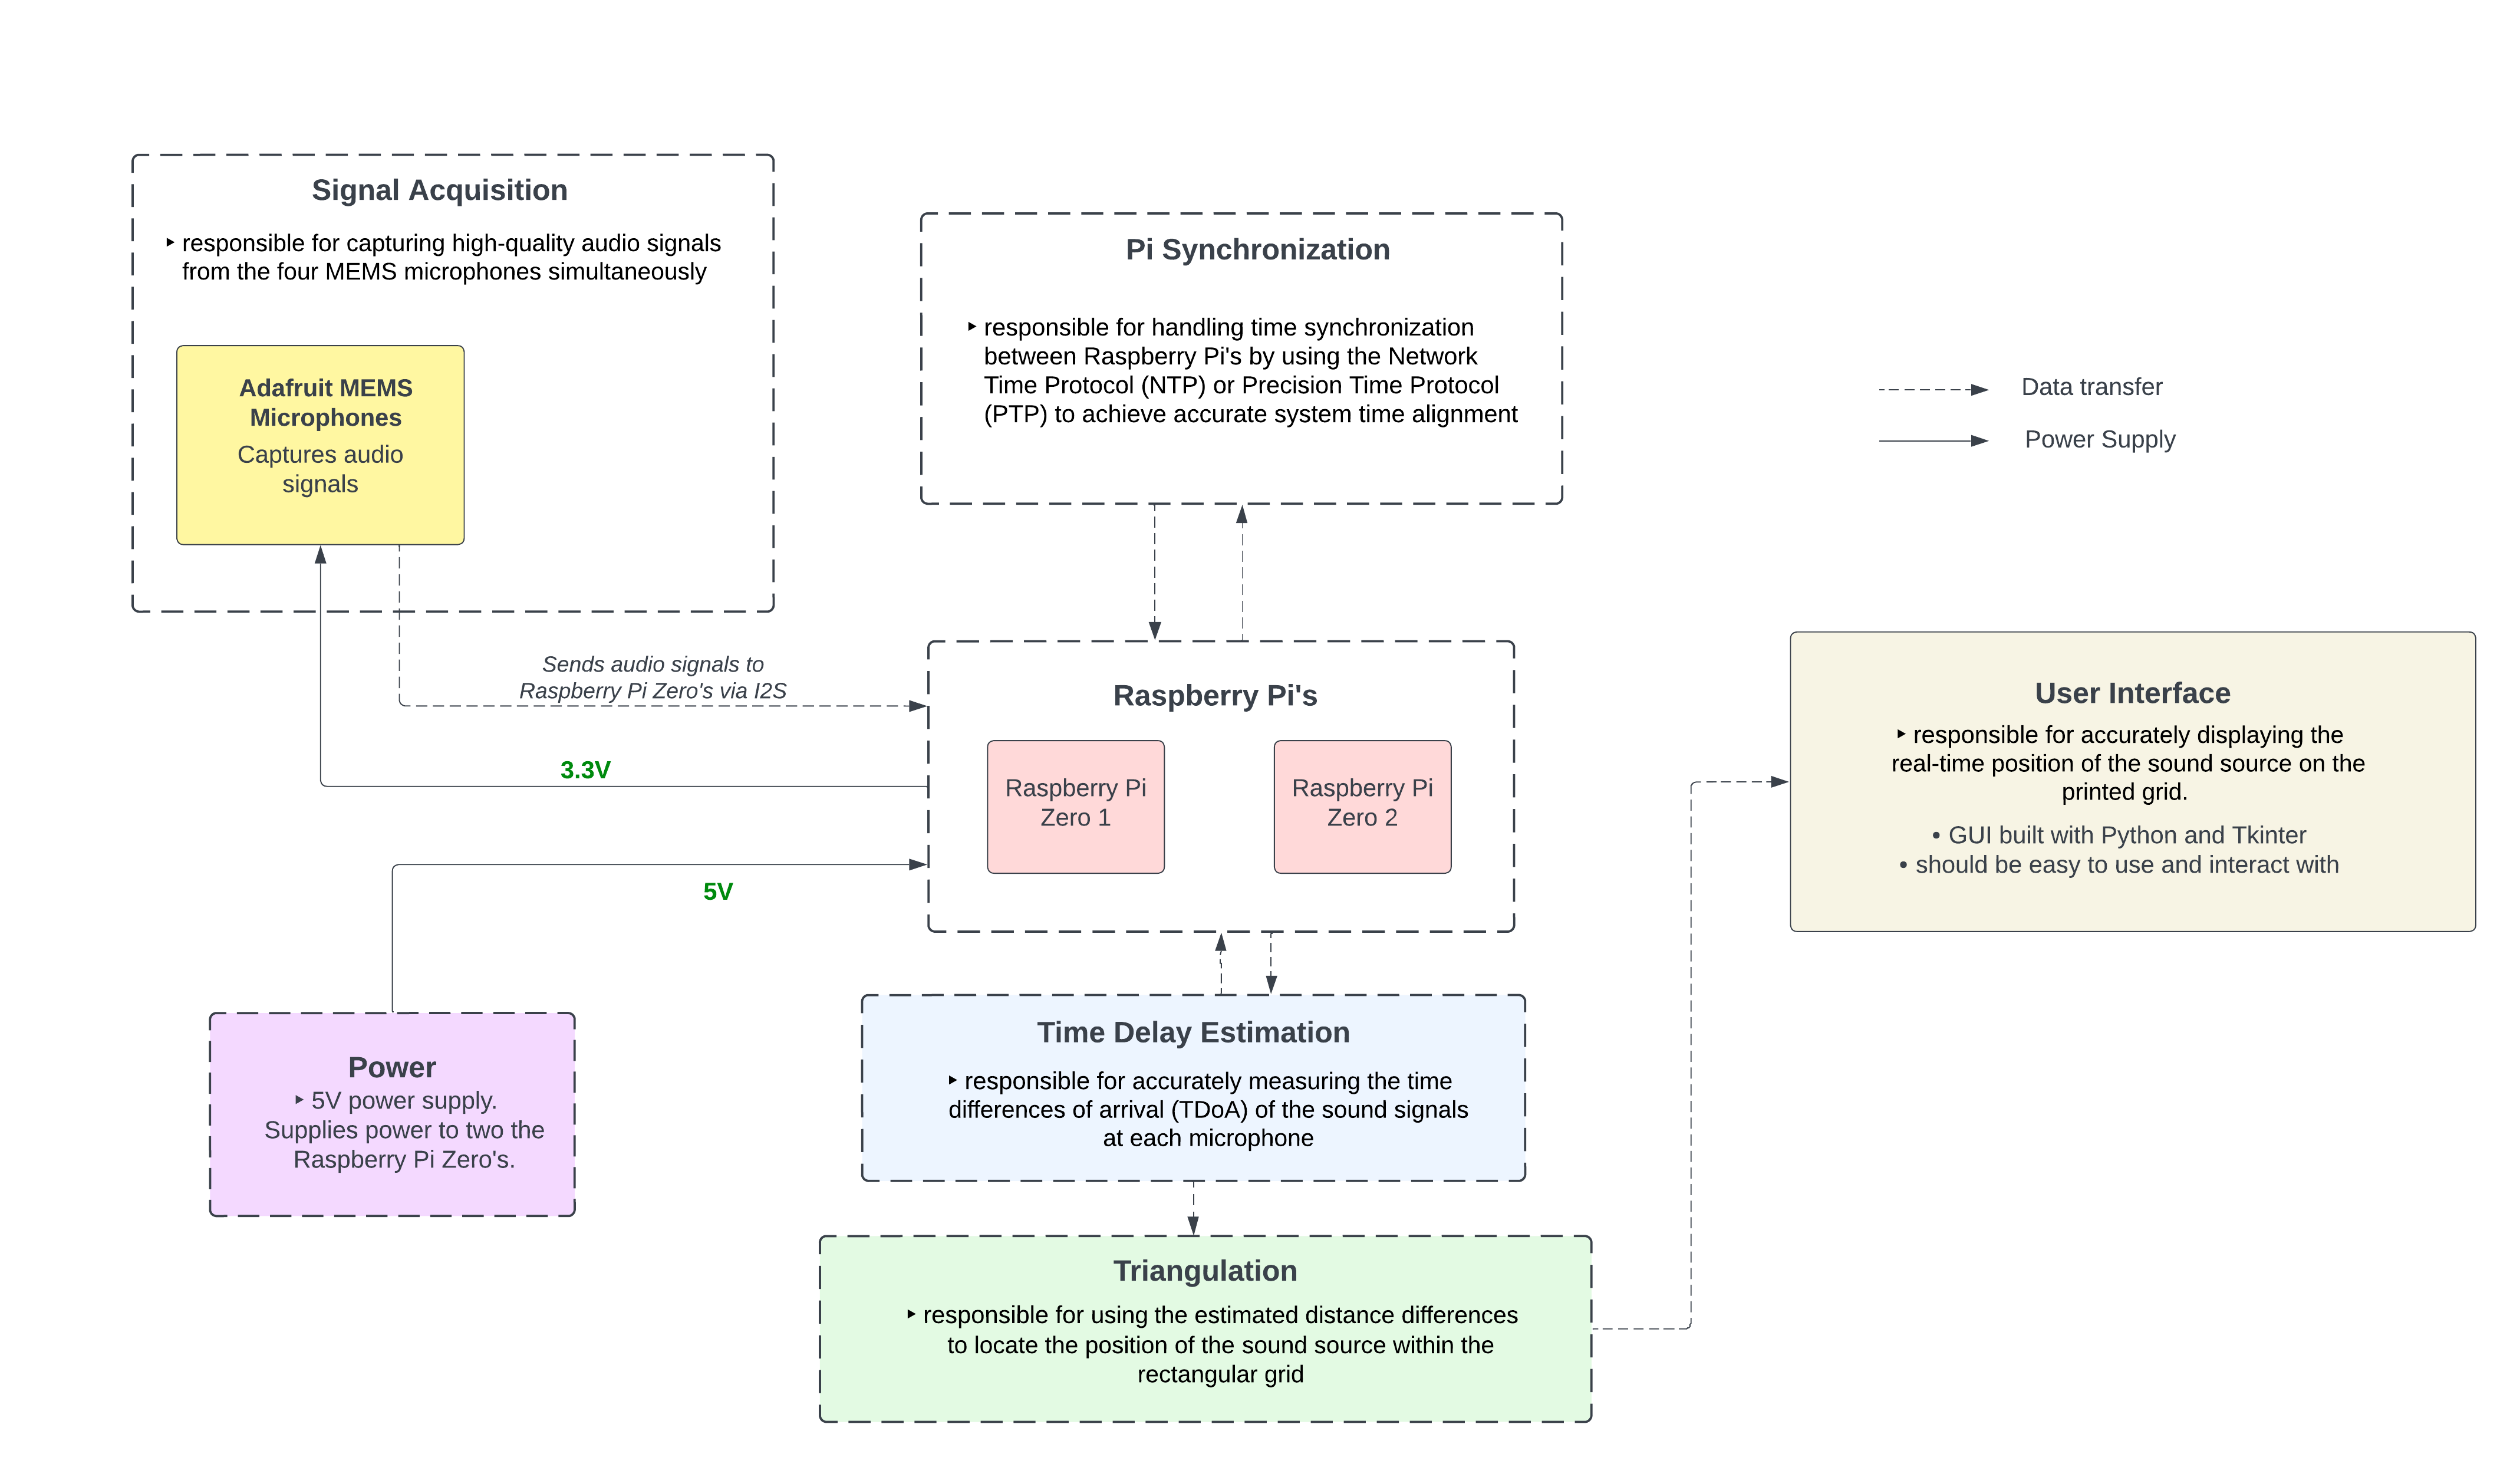 Signal Acquisition
‣ responsible for capturing high-quality audio signals
from the four MEMS microphones simultaneously
Adafruit MEMS
Microphones
Captures audio
signals
Pi Synchronization
‣ responsible for handling time synchronization
between Raspberry Pi's by using the Network
Time Protocol (NTP) or Precision Time Protocol
(PTP) to achieve accurate system time alignment
Data transfer
Power Supply
Sends audio signals to
Raspberry Pi Zero's via I2S
3.3V
5V
Raspberry Pi's
Raspberry Pi
Zero 1
Raspberry Pi
Zero 2
User Interface
‣ responsible for accurately displaying the
real-time position of the sound source on the
printed grid.
• GUI built with Python and Tkinter
• should be easy to use and interact with
Power
‣ 5V power supply.
Supplies power to two the
Raspberry Pi Zero's.
Time Delay Estimation
‣ responsible for accurately measuring the time
differences of arrival (TDoA) of the sound signals
at each microphone
Triangulation
‣ responsible for using the estimated distance differences
to locate the position of the sound source within the
rectangular grid